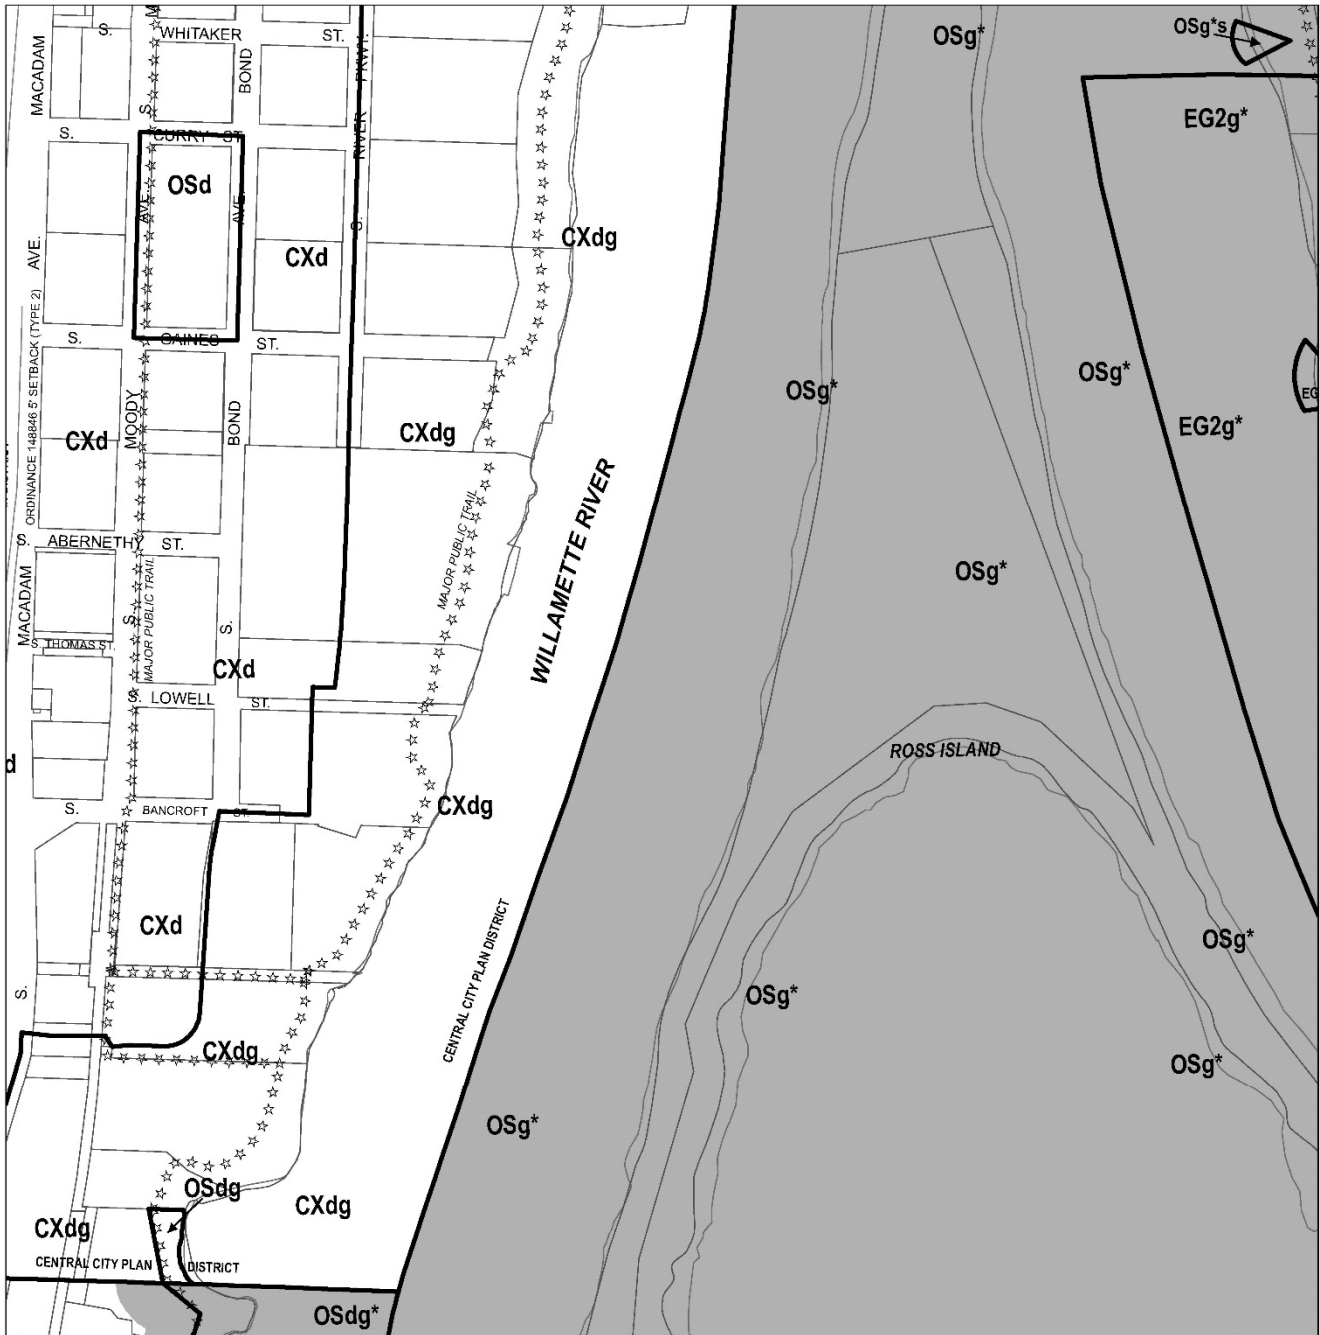 S.
WHITAKER
ST.
MACADAM
BOND
RIVER PKWY.
OSg*
OSg*s
EG2g*
S.
S.
CURRY ST.
OSd
AVE.
AVE.
AVE.
S.
CXd
CXdg
ORDINANCE 148846 5' SETBACK (TYPE 2)
S.
GAINES
ST.
MOODY
BOND
CXd
CXdg
OSg*
OSg*
EG
EG2g*
WILLAMETTE RIVER
MAJOR PUBLIC TRAIL
S.
ABERNETHY
ST.
MACADAM
S.
MAJOR PUBLIC TRAIL
S.
S. THOMAS ST.
CXd
OSg*
S.
LOWELL
ST.
d
ROSS ISLAND
S.
BANCROFT
ST.
CXdg
CXd
CENTRAL CITY PLAN DISTRICT
OSg*
S.
OSg*
CXdg
OSg*
OSg*
OSdg
CXdg
CXdg
CENTRAL CITY PLAN
DISTRICT
OSdg*